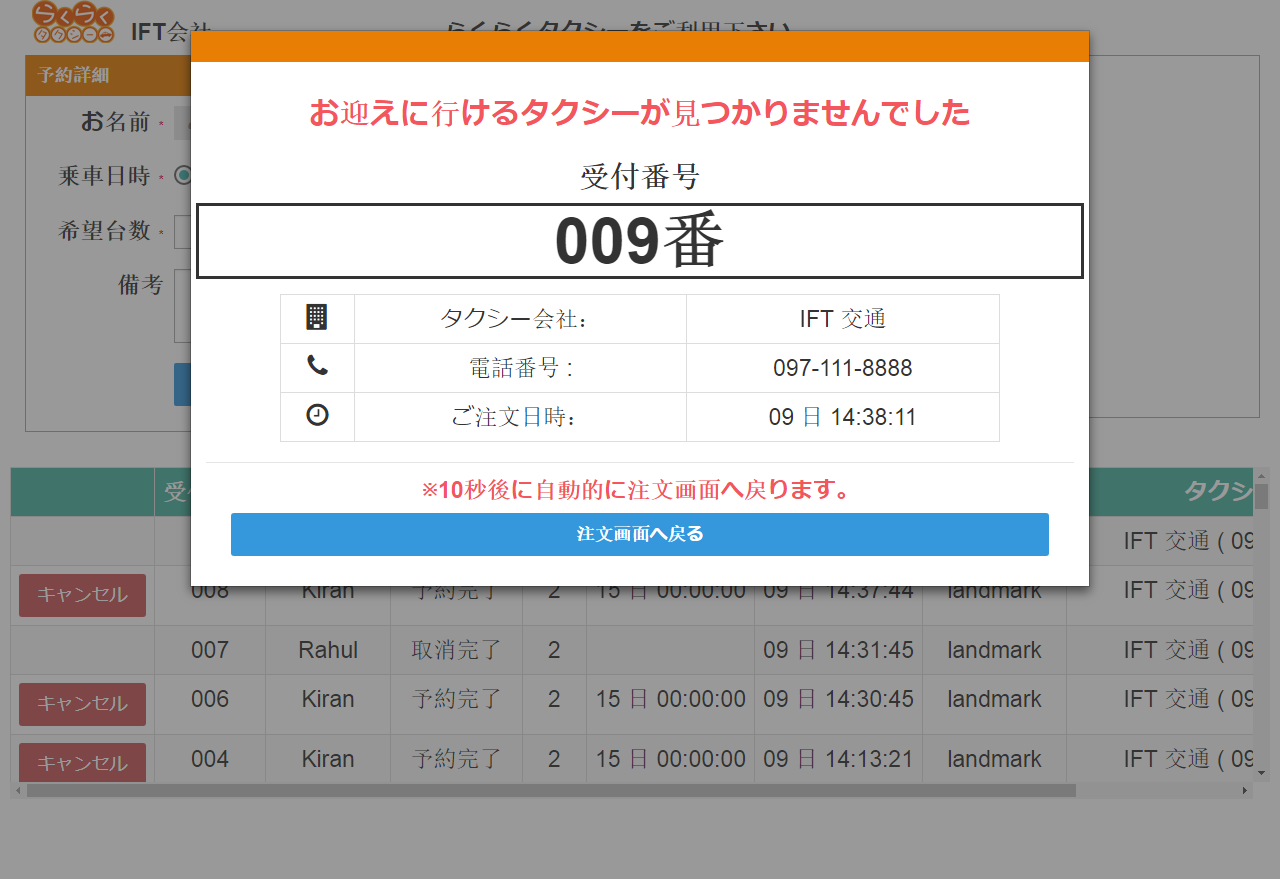 らくらく
タクシー
IFT会社
らくらくタクシーをご利用下さい
予約詳細
お名前 *
乗車日時 *
希望台数 *
備考
お迎えに行けるタクシーが見つかりませんでした
受付番号
009番
タクシー会社: IFT 交通
電話番号 : 097-111-8888
ご注文日時: 09 日 14:38:11
※10秒後に自動的に注文画面へ戻ります。
注文画面へ戻る
受 タクシ
IFT 交通 ( 09
キャンセル 008 Kiran 予約完了 2 15 日 00:00:00 09 日 14:37:44 landmark IFT 交通 ( 09
007 Rahul 取消完了 2 09 日 14:31:45 landmark IFT 交通 ( 09
キャンセル 006 Kiran 予約完了 2 15 日 00:00:00 09 日 14:30:45 landmark IFT 交通 ( 09
キャンセル 004 Kiran 予約完了 2 15 日 00:00:00 09 日 14:13:21 landmark IFT 交通 ( 09